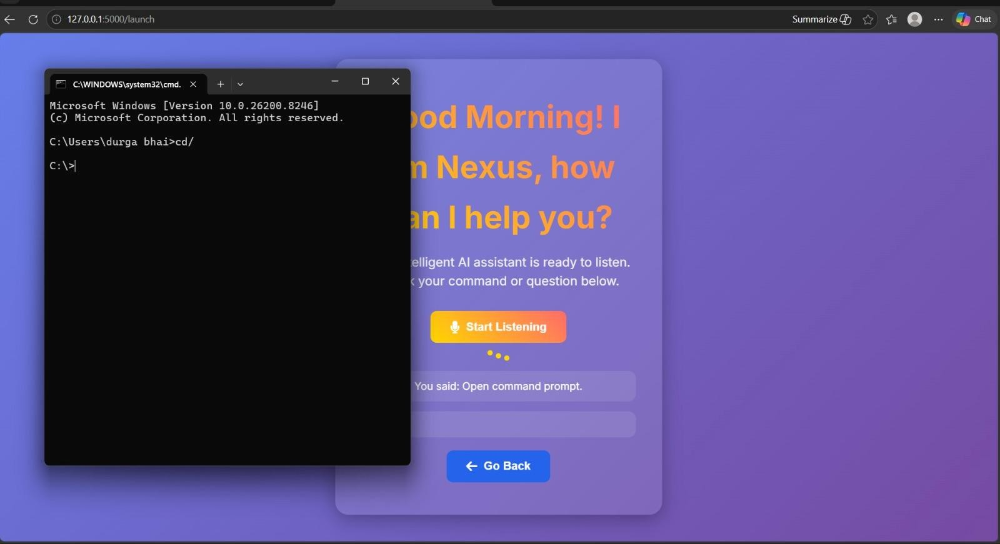 127.0.0.1:5000/launch
Summarize
Chat
C:\WINDOWS\system32\cmd.
Microsoft Windows [Version 10.0.26200.8246]
(c) Microsoft Corporation. All rights reserved.
C:\Users\durga bhai>cd/
C:\>
ood Morning! I
m Nexus, how
an I help you?
telligent AI assistant is ready to listen.
k your command or question below.
Start Listening
You said: Open command prompt.
Go Back